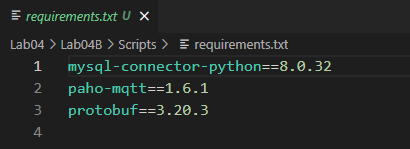 requirements.txt U
Lab04 > Lab04B > Scripts > requirements.txt
1 mysql-connector-python==8.0.32
2 paho-mqtt==1.6.1
3 protobuf==3.20.3
4